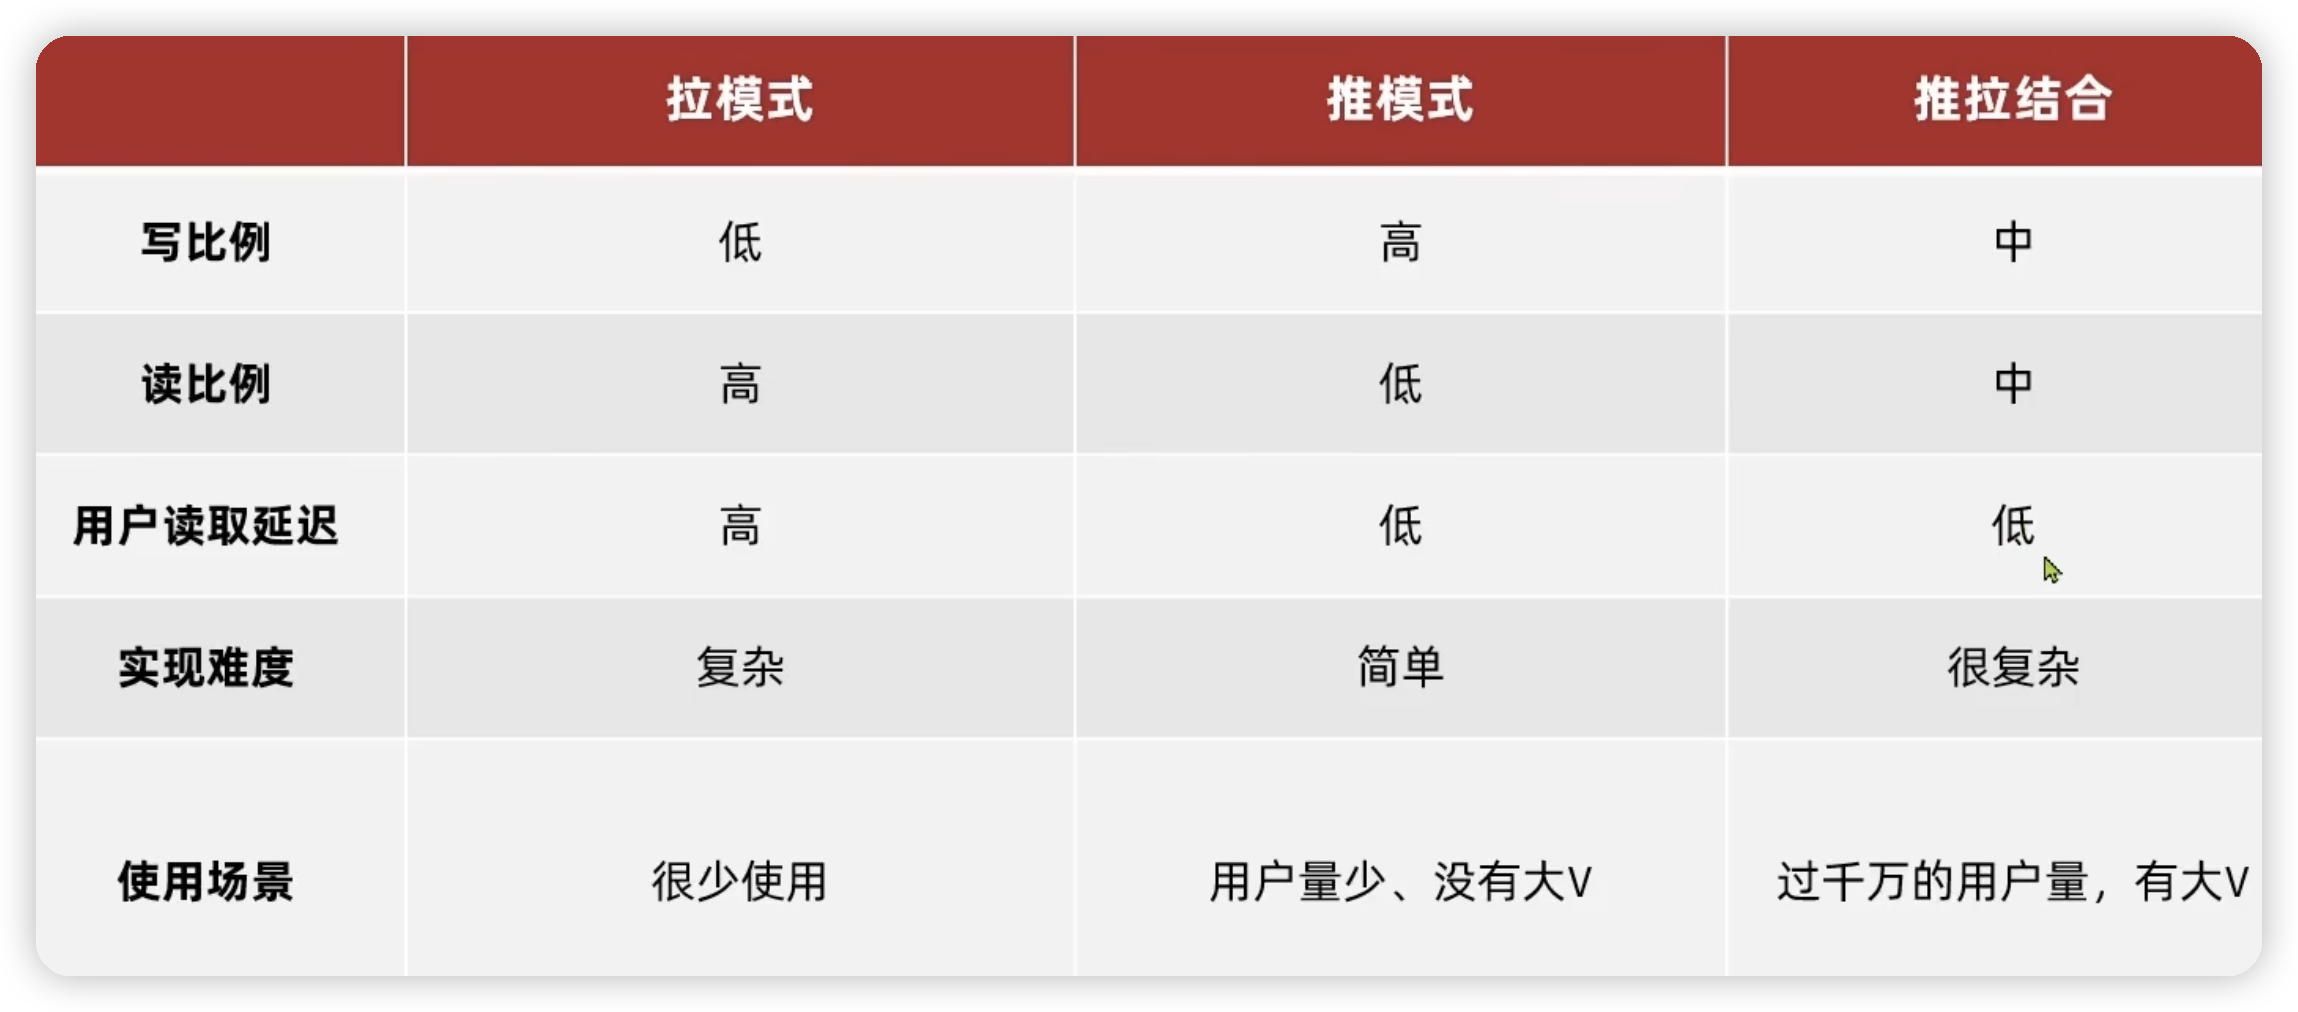 拉模式 推模式 推拉结合
写比例 低 高 中
读比例 高 低 中
用户读取延迟 高 低 低
实现难度 复杂 简单 很复杂
使用场景 很少使用 用户量少、没有大V 过千万的用户量，有大V